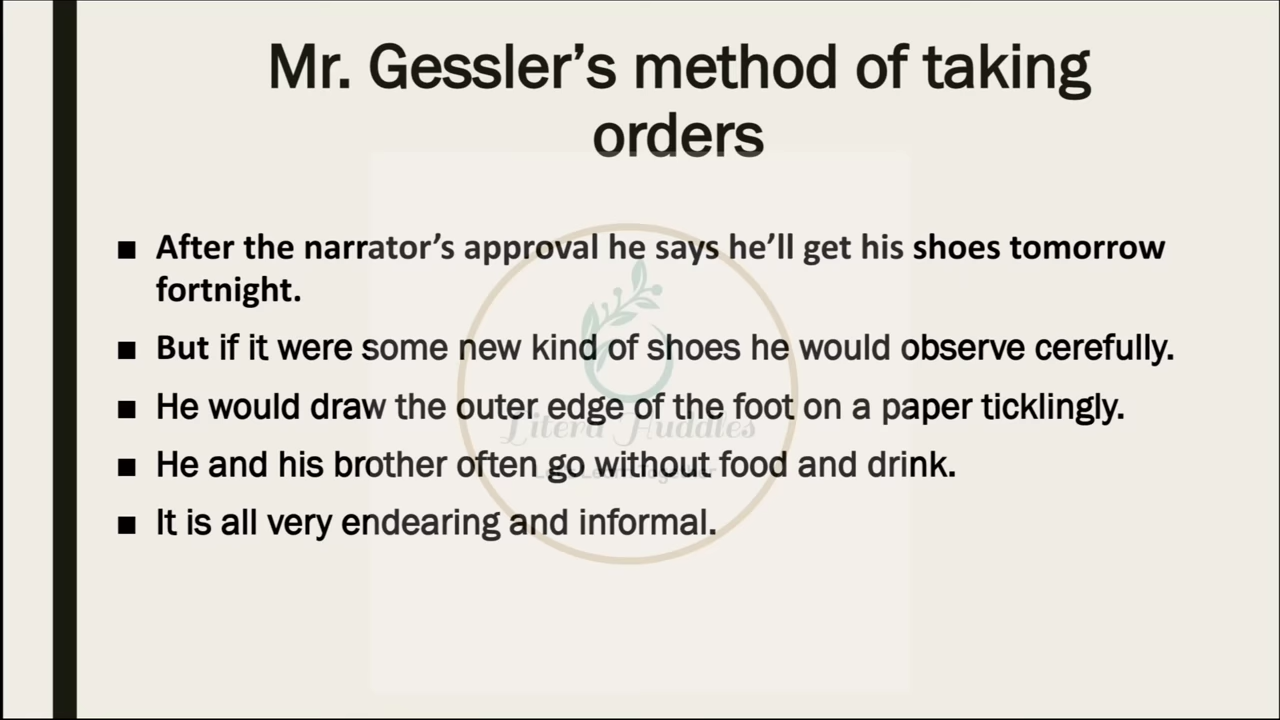 Mr. Gessler's method of taking
orders
■ After the narrator's approval he says he'll get his shoes tomorrow
fortnight.
■ But if it were some new kind of shoes he would observe cerefully.
■ He would draw the outer edge of the foot on a paper ticklingly.
Litera Huddles
■ He and his brother often go without food and drink.
■ It is all very endearing and informal.